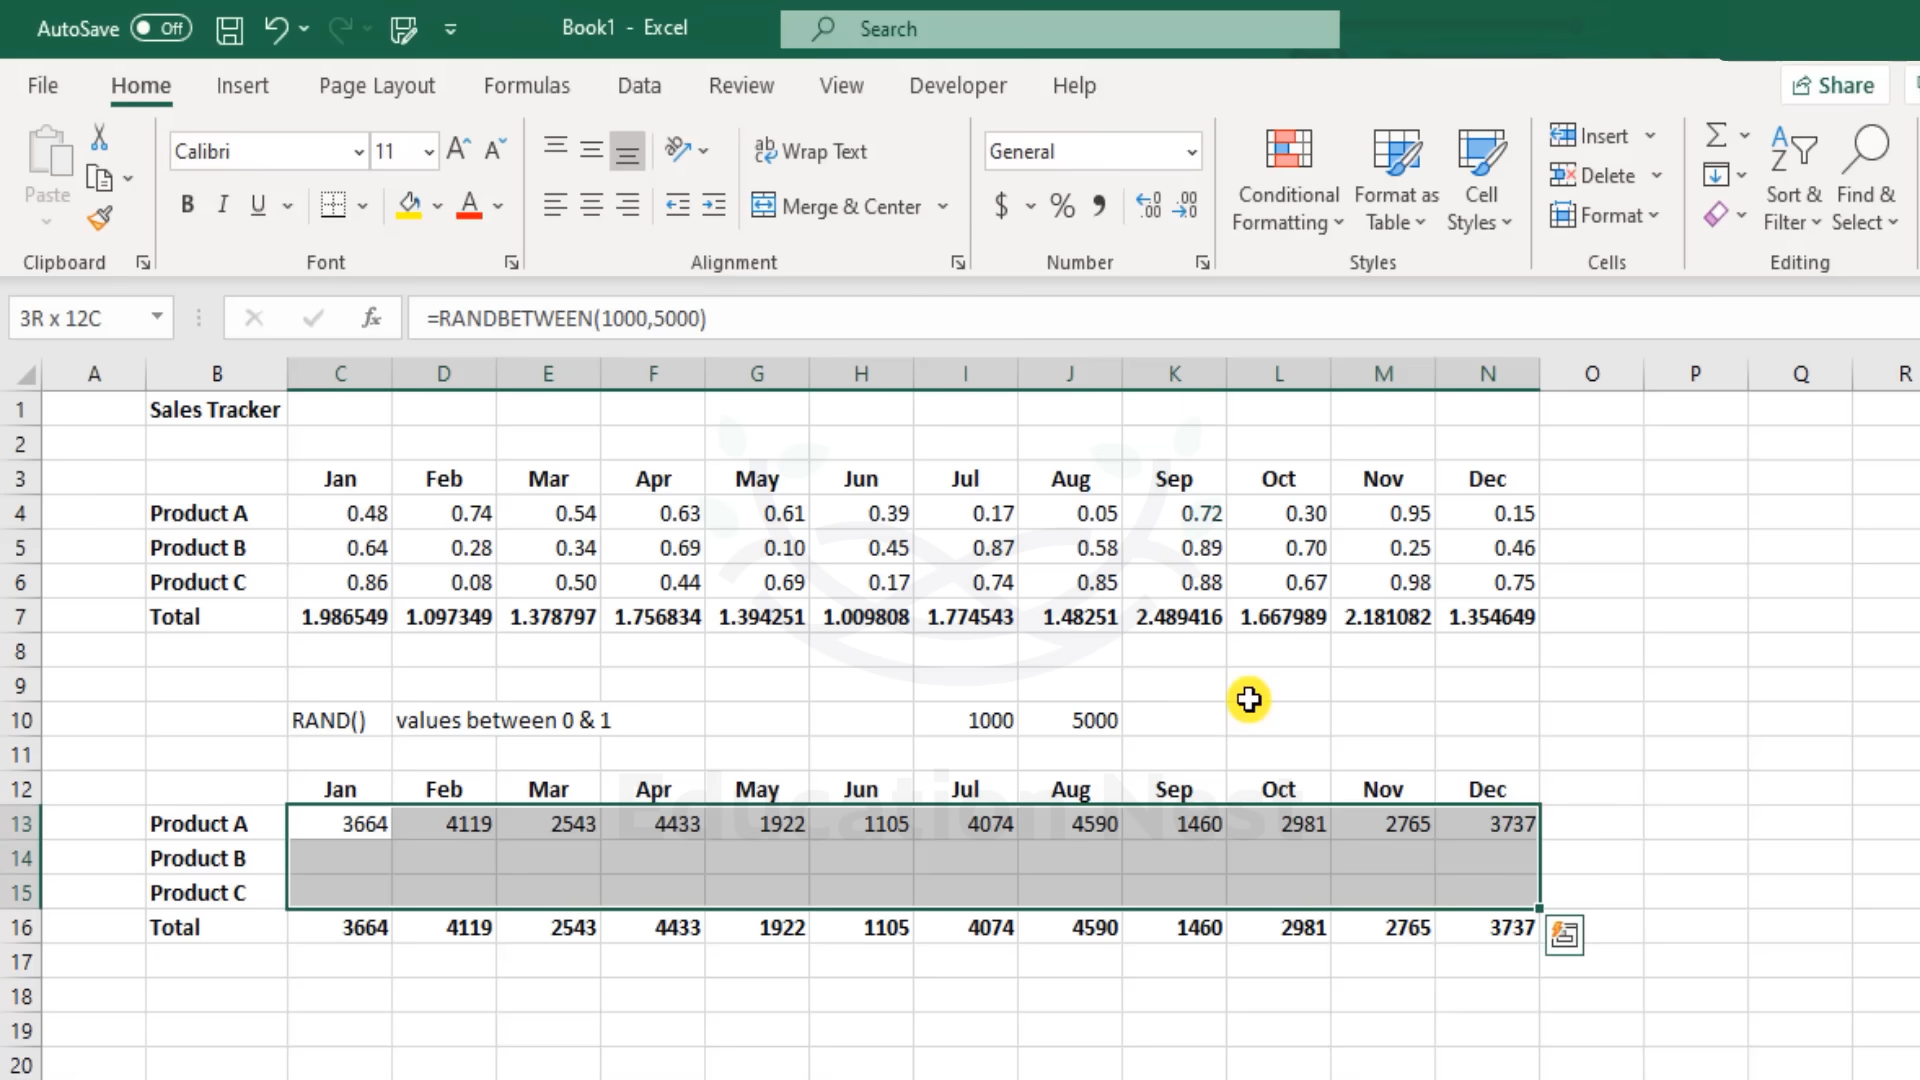 AutoSave Off Book1 - Excel Search
File Home Insert Page Layout Formulas Data Review View Developer Help Share
Paste
Clipboard
Calibri 11
B I U
Font
Wrap Text
Merge & Center
Alignment
General
$ % ,
Number
Conditional Formatting
Format as Table
Cell Styles
Styles
Insert
Delete
Format
Cells
Sort & Filter
Find & Select
Editing
3R x 12C fx =RANDBETWEEN(1000,5000)
A B C D E F G H I J K L M N O P Q R
1 Sales Tracker
2
3 Jan Feb Mar Apr May Jun Jul Aug Sep Oct Nov Dec
4 Product A 0.48 0.74 0.54 0.63 0.61 0.39 0.17 0.05 0.72 0.30 0.95 0.15
5 Product B 0.64 0.28 0.34 0.69 0.10 0.45 0.87 0.58 0.89 0.70 0.25 0.46
6 Product C 0.86 0.08 0.50 0.44 0.69 0.17 0.74 0.85 0.88 0.67 0.98 0.75
7 Total 1.986549 1.097349 1.378797 1.756834 1.394251 1.009808 1.774543 1.48251 2.489416 1.667989 2.181082 1.354649
8
9
10 RAND() values between 0 & 1 1000 5000
11
12 Jan Feb Mar Apr May Jun Jul Aug Sep Oct Nov Dec
Education Nest
13 Product A 3664 4119 2543 4433 1922 1105 4074 4590 1460 2981 2765 3737
14 Product B
15 Product C
16 Total 3664 4119 2543 4433 1922 1105 4074 4590 1460 2981 2765 3737
17
18
19
20